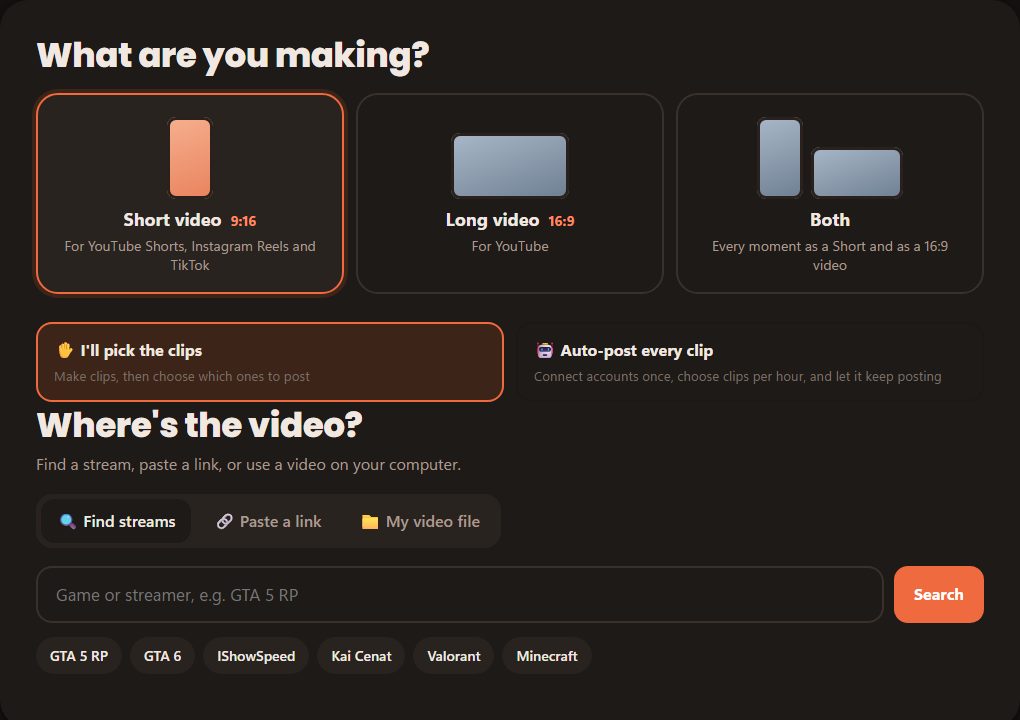 What are you making?
Short video 9:16
For YouTube Shorts, Instagram Reels and
TikTok
Long video 16:9
For YouTube
Both
Every moment as a Short and as a 16:9
video
I'll pick the clips
Make clips, then choose which ones to post
Auto-post every clip
Connect accounts once, choose clips per hour, and let it keep posting
Where's the video?
Find a stream, paste a link, or use a video on your computer.
Find streams
Paste a link
My video file
Game or streamer, e.g. GTA 5 RP
Search
GTA 5 RP
GTA 6
IShowSpeed
Kai Cenat
Valorant
Minecraft